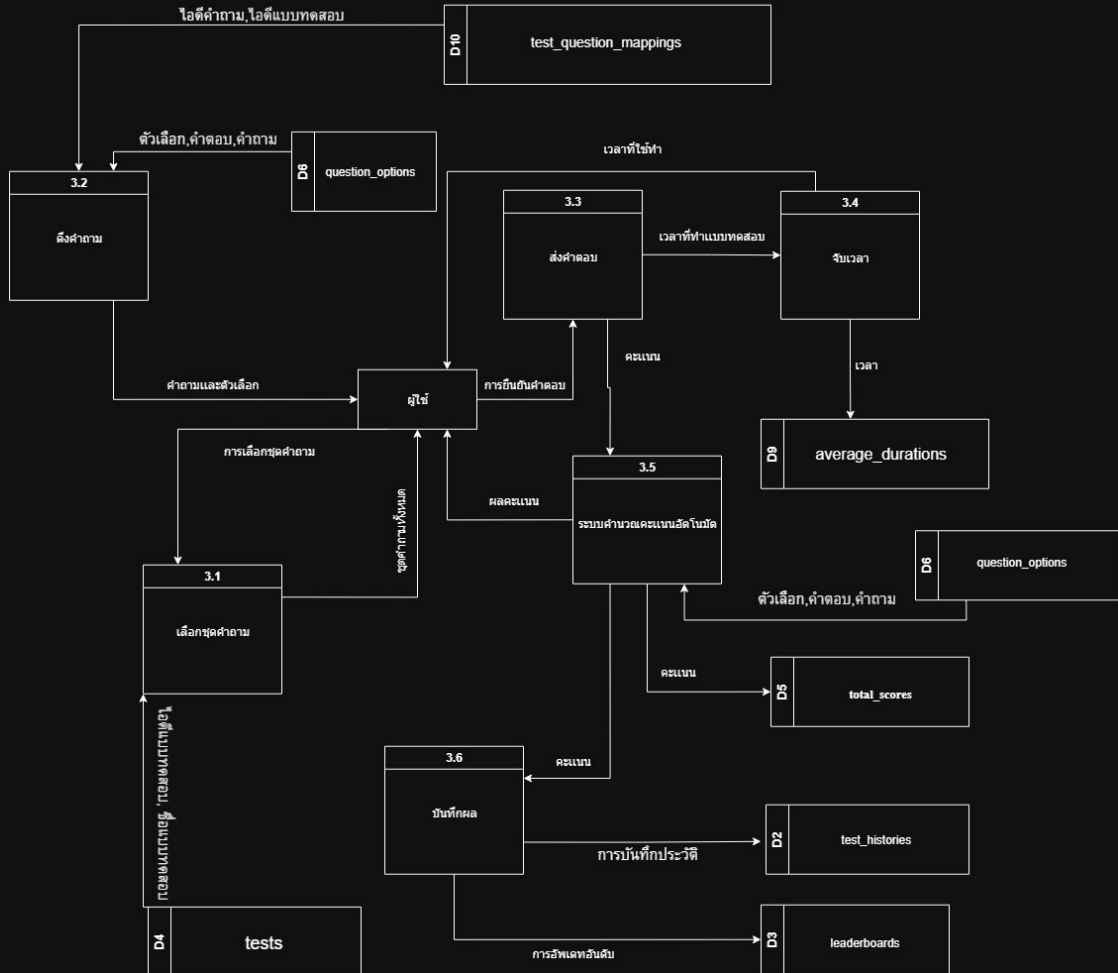 ไอดีคำถาม,ไอดีแบบทดสอบ
D10
test_question_mappings
ตัวเลือก,คำตอบ,คำถาม
D6
question_options
เวลาที่ใช้ทำ
3.2
ดึงคำถาม
3.3
ส่งคำตอบ
เวลาที่ทำแบบทดสอบ
3.4
จับเวลา
คะแนน
เวลา
คำถามและตัวเลือก
ผู้ใช้
การยืนยันคำตอบ
D9
average_durations
การเลือกชุดคำถาม
ชุดคำถามทั้งหมด
ผลคะแนน
3.5
ระบบคำนวณคะแนนอัตโนมัติ
D6
question_options
ตัวเลือก,คำตอบ,คำถาม
3.1
เลือกชุดคำถาม
คะแนน
D5
total_scores
ไอดีแบบทดสอบ, ชื่อแบบทดสอบ
3.6
บันทึกผล
คะแนน
การบันทึกประวัติ
D2
test_histories
D4
tests
การอัพเดทอันดับ
D3
leaderboards